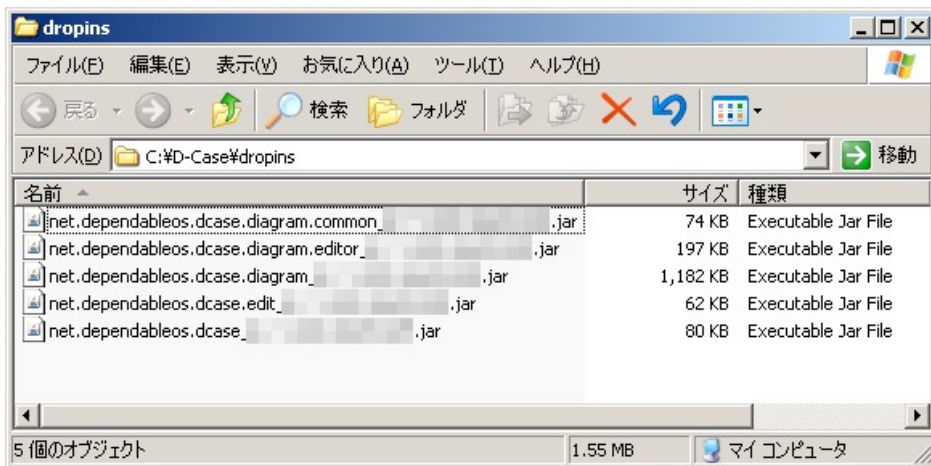 dropins
ファイル(F) 編集(E) 表示(V) お気に入り(A) ツール(T) ヘルプ(H)
戻る 検索 フォルダ
アドレス(D) C:¥D-Case¥dropins 移動
名前 サイズ 種類
net.dependableos.dcase.diagram.common_ .jar 74 KB Executable Jar File
net.dependableos.dcase.diagram.editor_ .jar 197 KB Executable Jar File
net.dependableos.dcase.diagram_ .jar 1,182 KB Executable Jar File
net.dependableos.dcase.edit_ .jar 62 KB Executable Jar File
net.dependableos.dcase_ .jar 80 KB Executable Jar File
5 個のオブジェクト 1.55 MB マイ コンピュータ